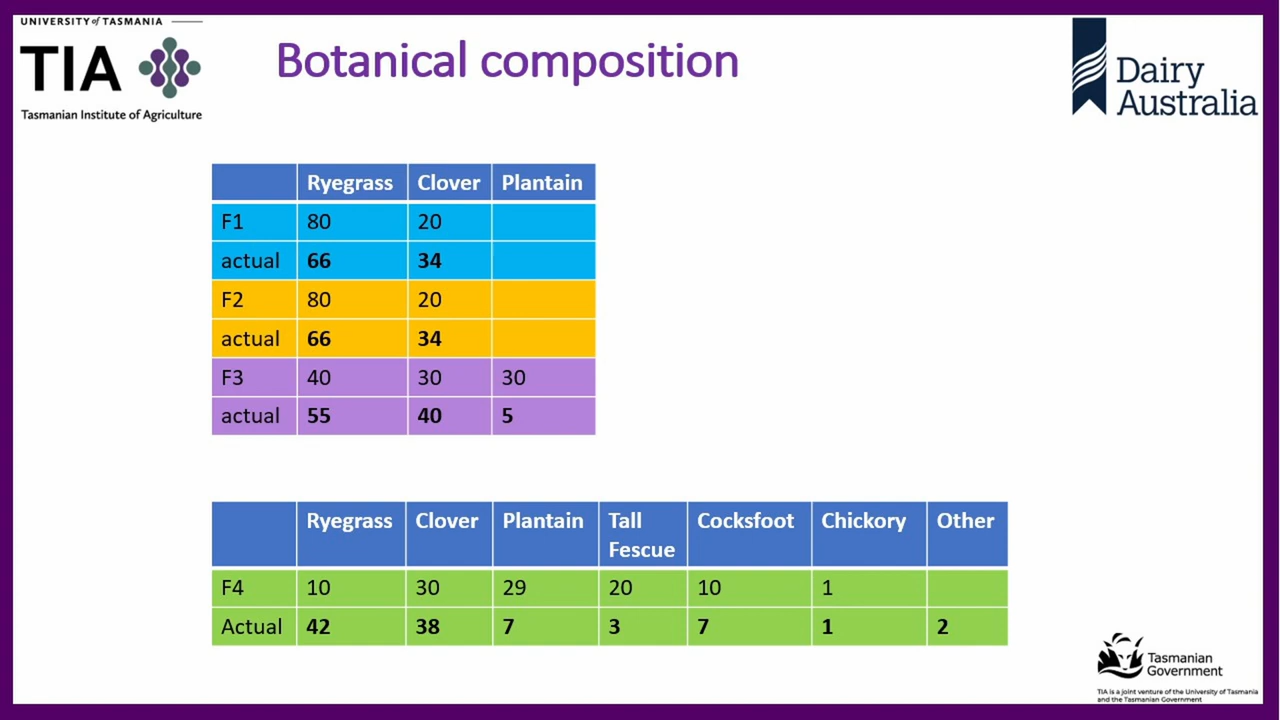 UNIVERSITY of TASMANIA
TIA
Tasmanian Institute of Agriculture
Botanical composition
Dairy
Australia
Ryegrass Clover Plantain
F1 80 20
actual 66 34
F2 80 20
actual 66 34
F3 40 30 30
actual 55 40 5
Ryegrass Clover Plantain Tall Fescue Cocksfoot Chickory Other
F4 10 30 29 20 10 1
Actual 42 38 7 3 7 1 2
Tasmanian
Government
TIA is a joint venture of the University of Tasmania
and the Tasmanian Government